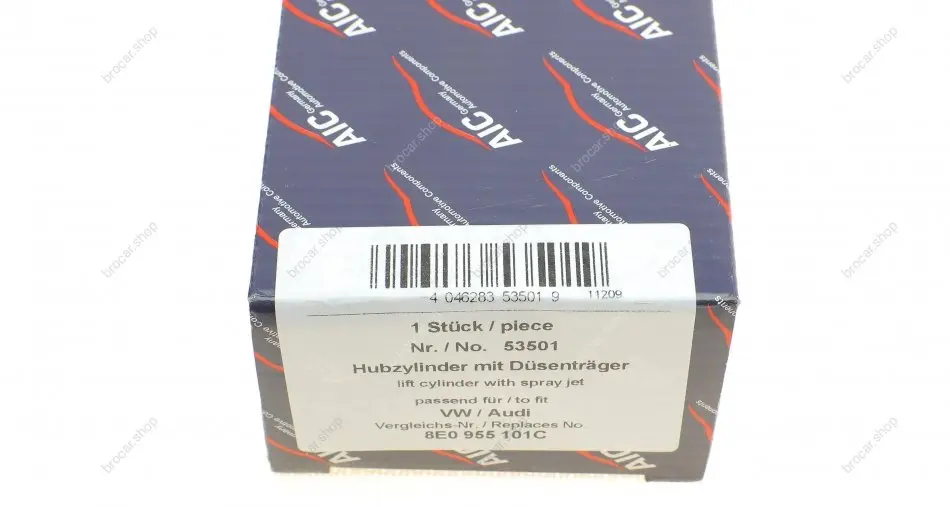 AIC Germany
Automotive Components
4 046283 53501 9 11209
1 Stück / piece
Nr. / No. 53501
Hubzylinder mit Düsenträger
lift cylinder with spray jet
passend für / to fit
VW / Audi
Vergleichs-Nr. / Replaces No.
8E0 955 101C
brocar.shop